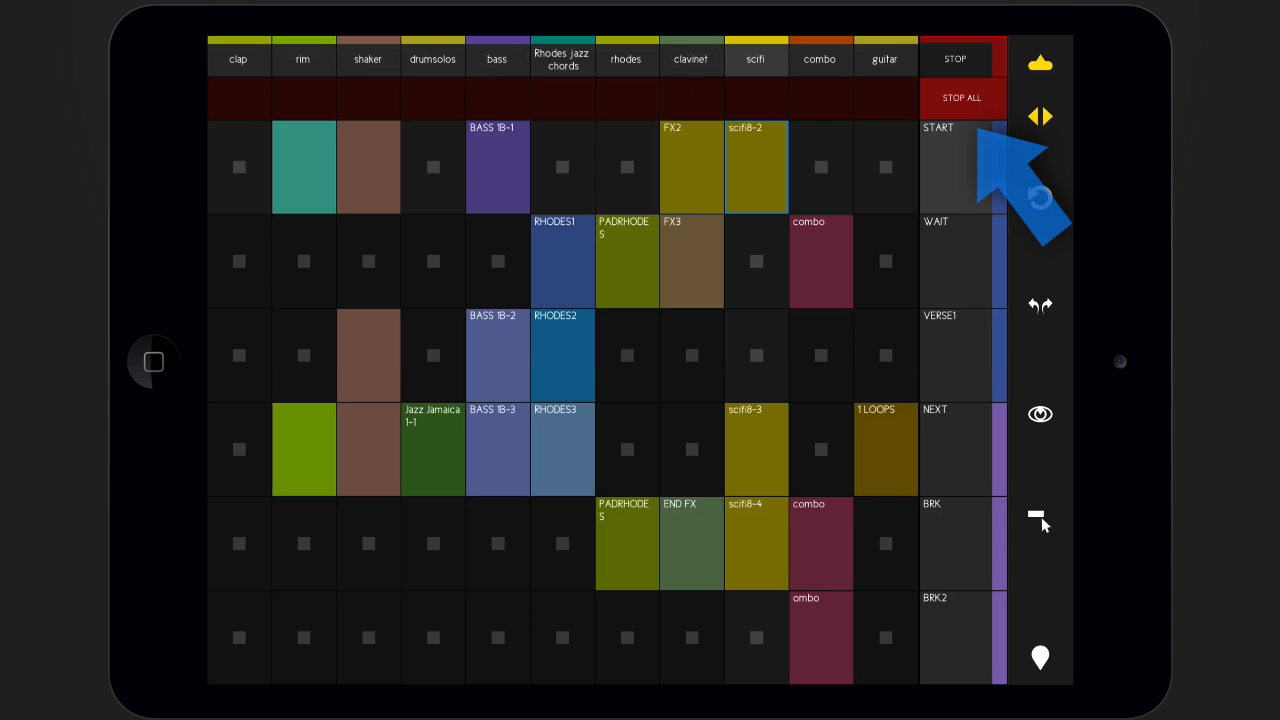 clap
rim
shaker
drumsolos
bass
Rhodes jazz
chords
rhodes
clavinet
scifi
combo
guitar
STOP
STOP ALL
BASS 1B-1
FX2
scifi8-2
START
RHODES1
PADRHODE
S
FX3
combo
WAIT
BASS 1B-2
RHODES2
VERSE1
Jazz Jamaica
1-1
BASS 1B-3
RHODES3
scifi8-3
1 LOOPS
NEXT
PADRHODE
S
END FX
scifi8-4
combo
BRK
ombo
BRK2